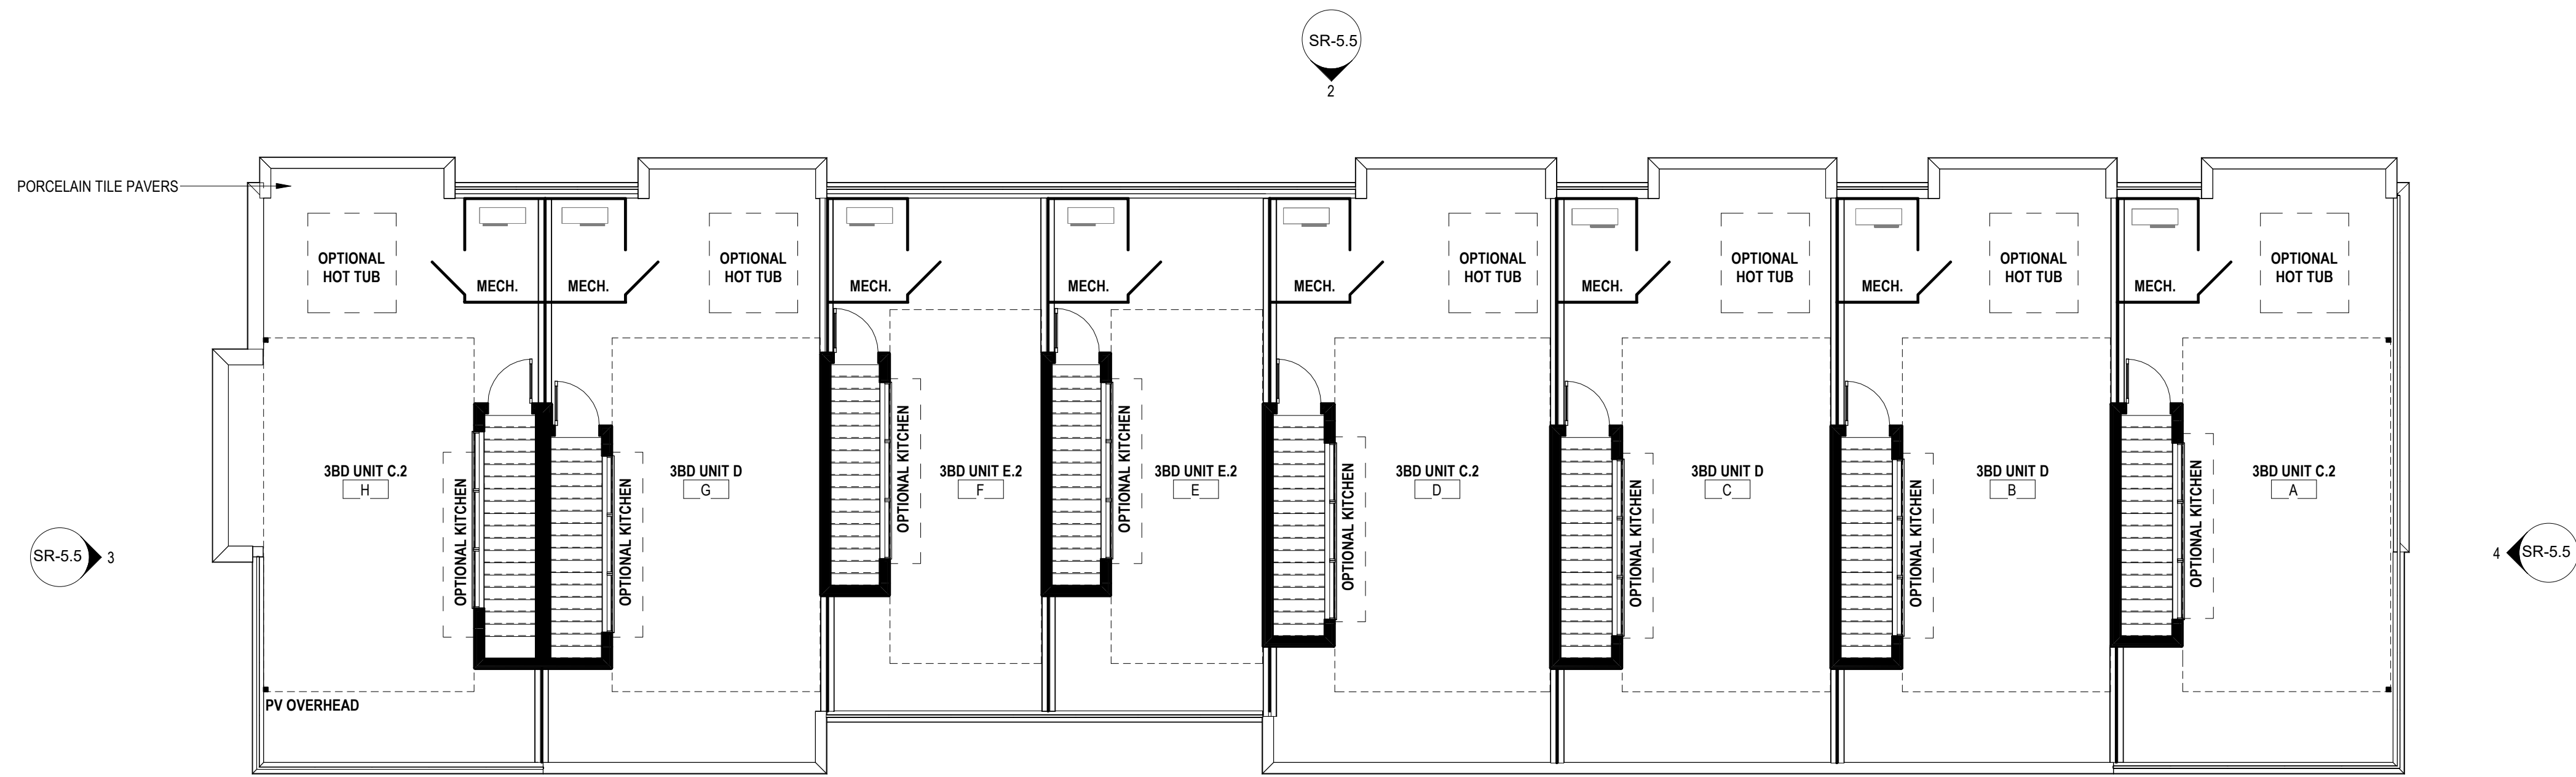 SR-5.5
2
PORCELAIN TILE PAVERS
OPTIONAL
HOT TUB
MECH.
MECH.
OPTIONAL
HOT TUB
MECH.
MECH.
MECH.
OPTIONAL
HOT TUB
MECH.
OPTIONAL
HOT TUB
MECH.
OPTIONAL
HOT TUB
MECH.
OPTIONAL
HOT TUB
3BD UNIT C.2
H
OPTIONAL KITCHEN
OPTIONAL KITCHEN
3BD UNIT D
G
OPTIONAL KITCHEN
3BD UNIT E.2
F
OPTIONAL KITCHEN
3BD UNIT E.2
E
OPTIONAL KITCHEN
3BD UNIT C.2
D
OPTIONAL KITCHEN
3BD UNIT D
C
OPTIONAL KITCHEN
3BD UNIT D
B
OPTIONAL KITCHEN
3BD UNIT C.2
A
SR-5.5
3
4
SR-5.5
PV OVERHEAD